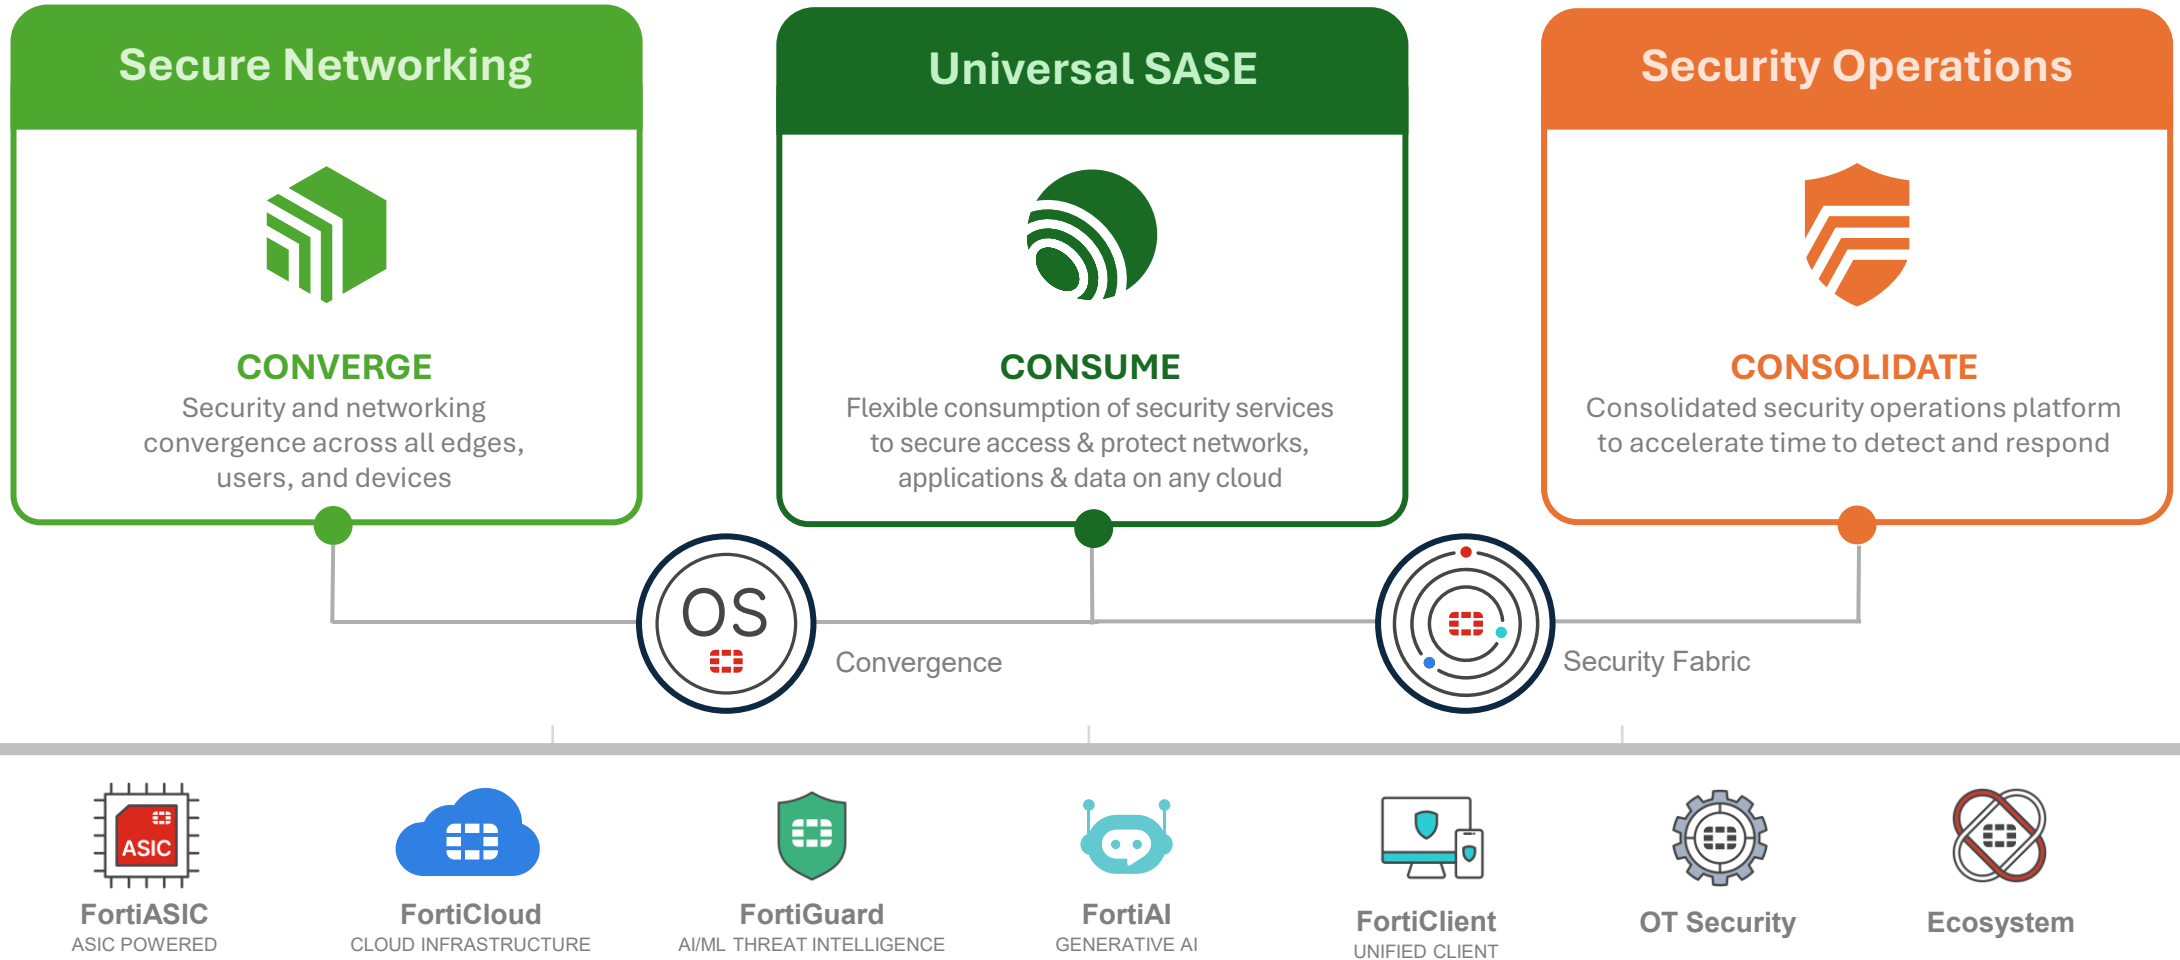 Secure Networking
CONVERGE
Security and networking
convergence across all edges,
users, and devices
Universal SASE
CONSUME
Flexible consumption of security services
to secure access & protect networks,
applications & data on any cloud
Security Operations
CONSOLIDATE
Consolidated security operations platform
to accelerate time to detect and respond
OS
Convergence
Security Fabric
ASIC
FortiASIC
ASIC POWERED
FortiCloud
CLOUD INFRASTRUCTURE
FortiGuard
AI/ML THREAT INTELLIGENCE
FortiAI
GENERATIVE AI
FortiClient
UNIFIED CLIENT
OT Security
Ecosystem